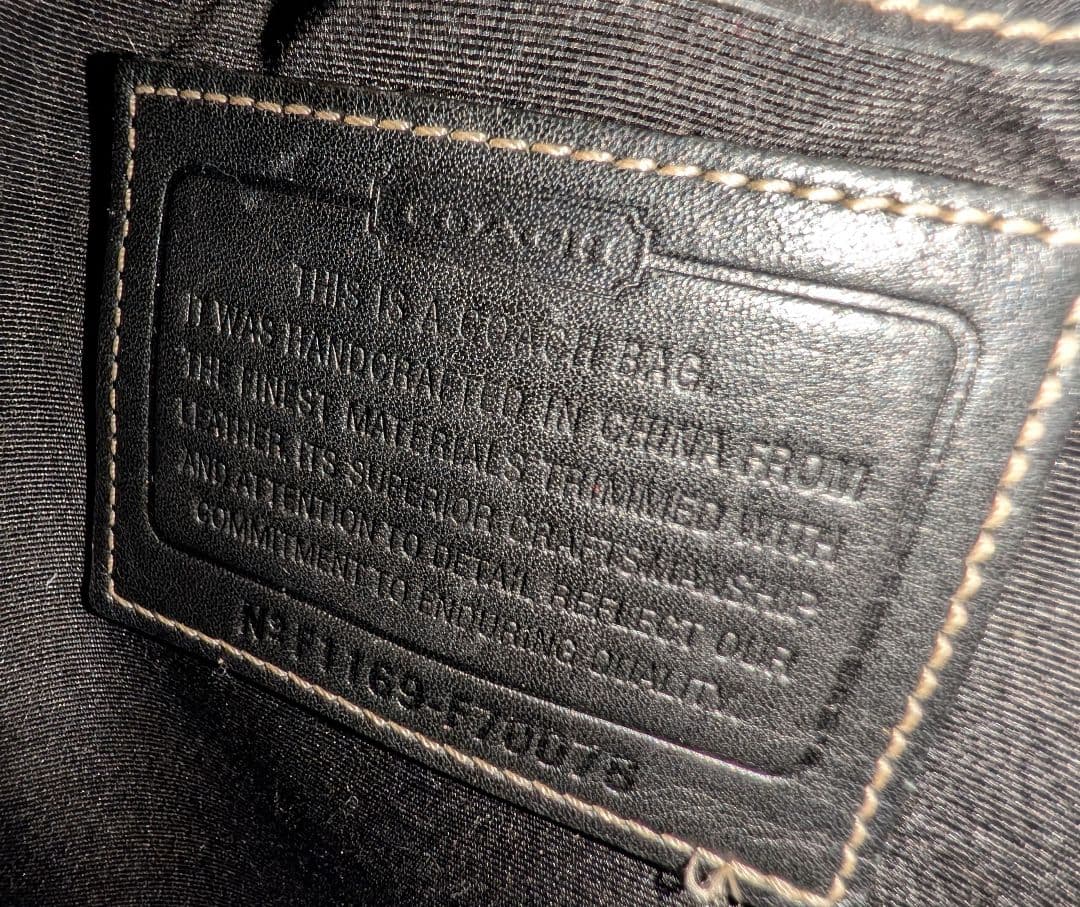 COACH
THIS IS A COACH BAG.
IT WAS HANDCRAFTED IN CHINA FROM
THE FINEST MATERIALS TRIMMED WITH
LEATHER ITS SUPERIOR CRAFTSMANSHIP
AND ATTENTION TO DETAIL REFLECT OUR
COMMITMENT TO ENDURING QUALITY.
Nº F1169-F70078